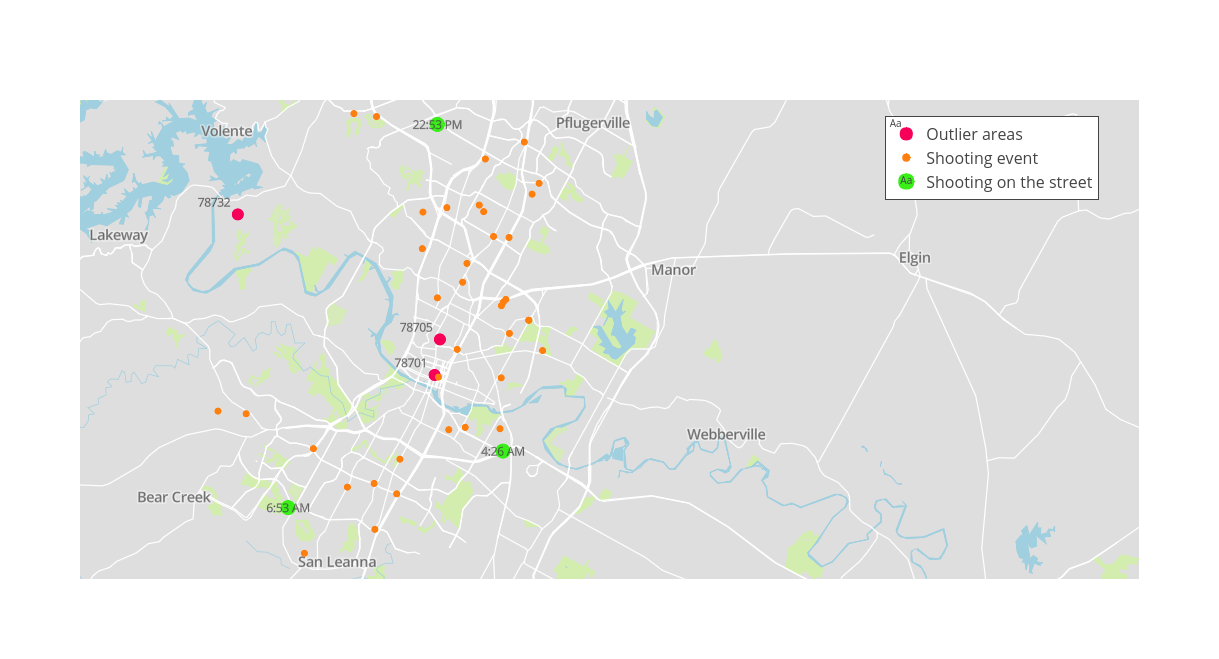 22:53 PM
Pflugerville
Volente
Aa
Outlier areas
Shooting event
Aa
Shooting on the street
78732
Lakeway
Elgin
Manor
78705
78701
Webberville
4:26 AM
Bear Creek
6:53 AM
San Leanna